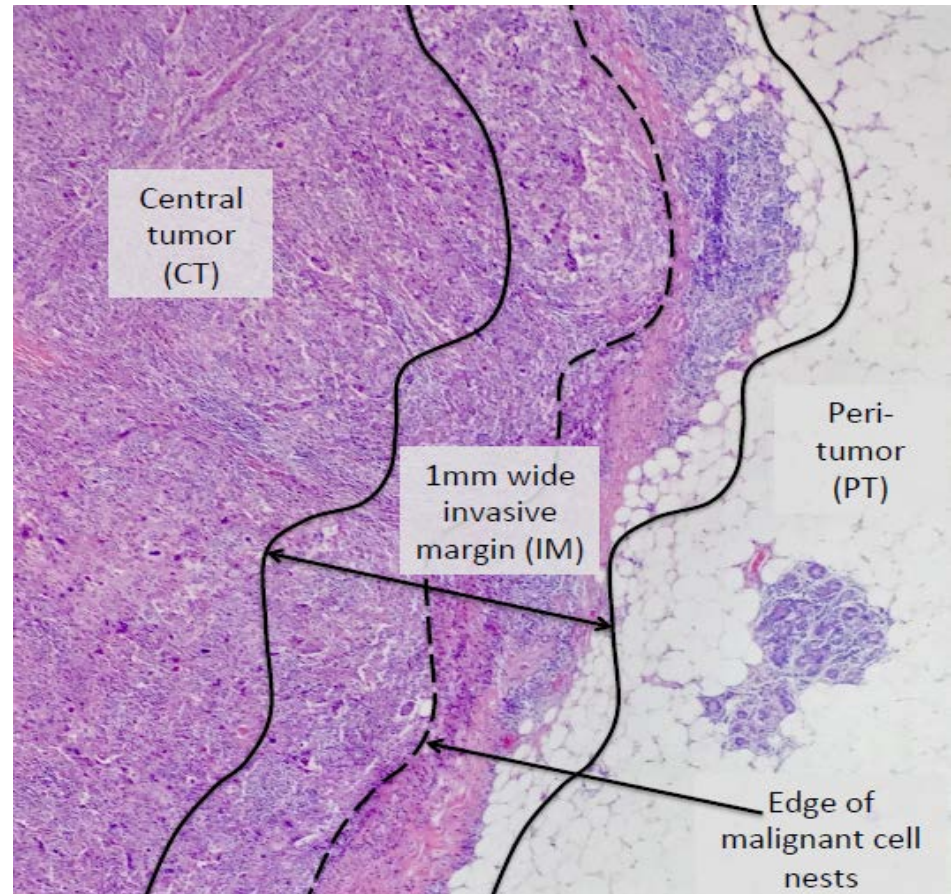 Central
tumor
(CT)
1mm wide
invasive
margin (IM)
Peri-
tumor
(PT)
Edge of
malignant cell
nests